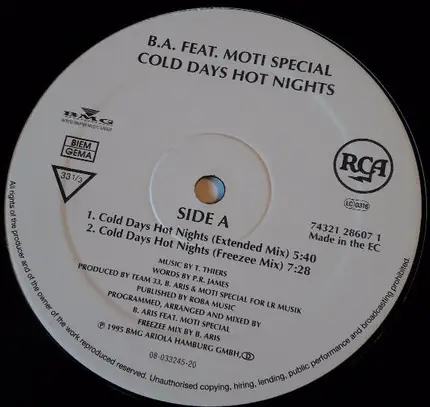 B.A. FEAT. MOTI SPECIAL
COLD DAYS HOT NIGHTS
BMG
BIEM
GEMA
33 1/3
RCA
LC 0316
SIDE A
74321 28607 1
Made in the EC
1. Cold Days Hot Nights (Extended Mix) 5:40
2. Cold Days Hot Nights (Freezee Mix) 7:28
MUSIC BY T. THIERS
WORDS BY P.R. JAMES
PRODUCED BY TEAM 33, B. ARIS & MOTI SPECIAL FOR LR MUSIK
PUBLISHED BY ROBA MUSIC
PROGRAMMED, ARRANGED AND MIXED BY
B. ARIS FEAT. MOTI SPECIAL
FREEZE MIX BY B. ARIS
℗ 1995 BMG ARIOLA HAMBURG GMBH,
08-033245-20
All rights of the producer and of the owner of the work reproduced reserved. Unauthorised copying, hiring, lending, public performance and broadcasting prohibited.